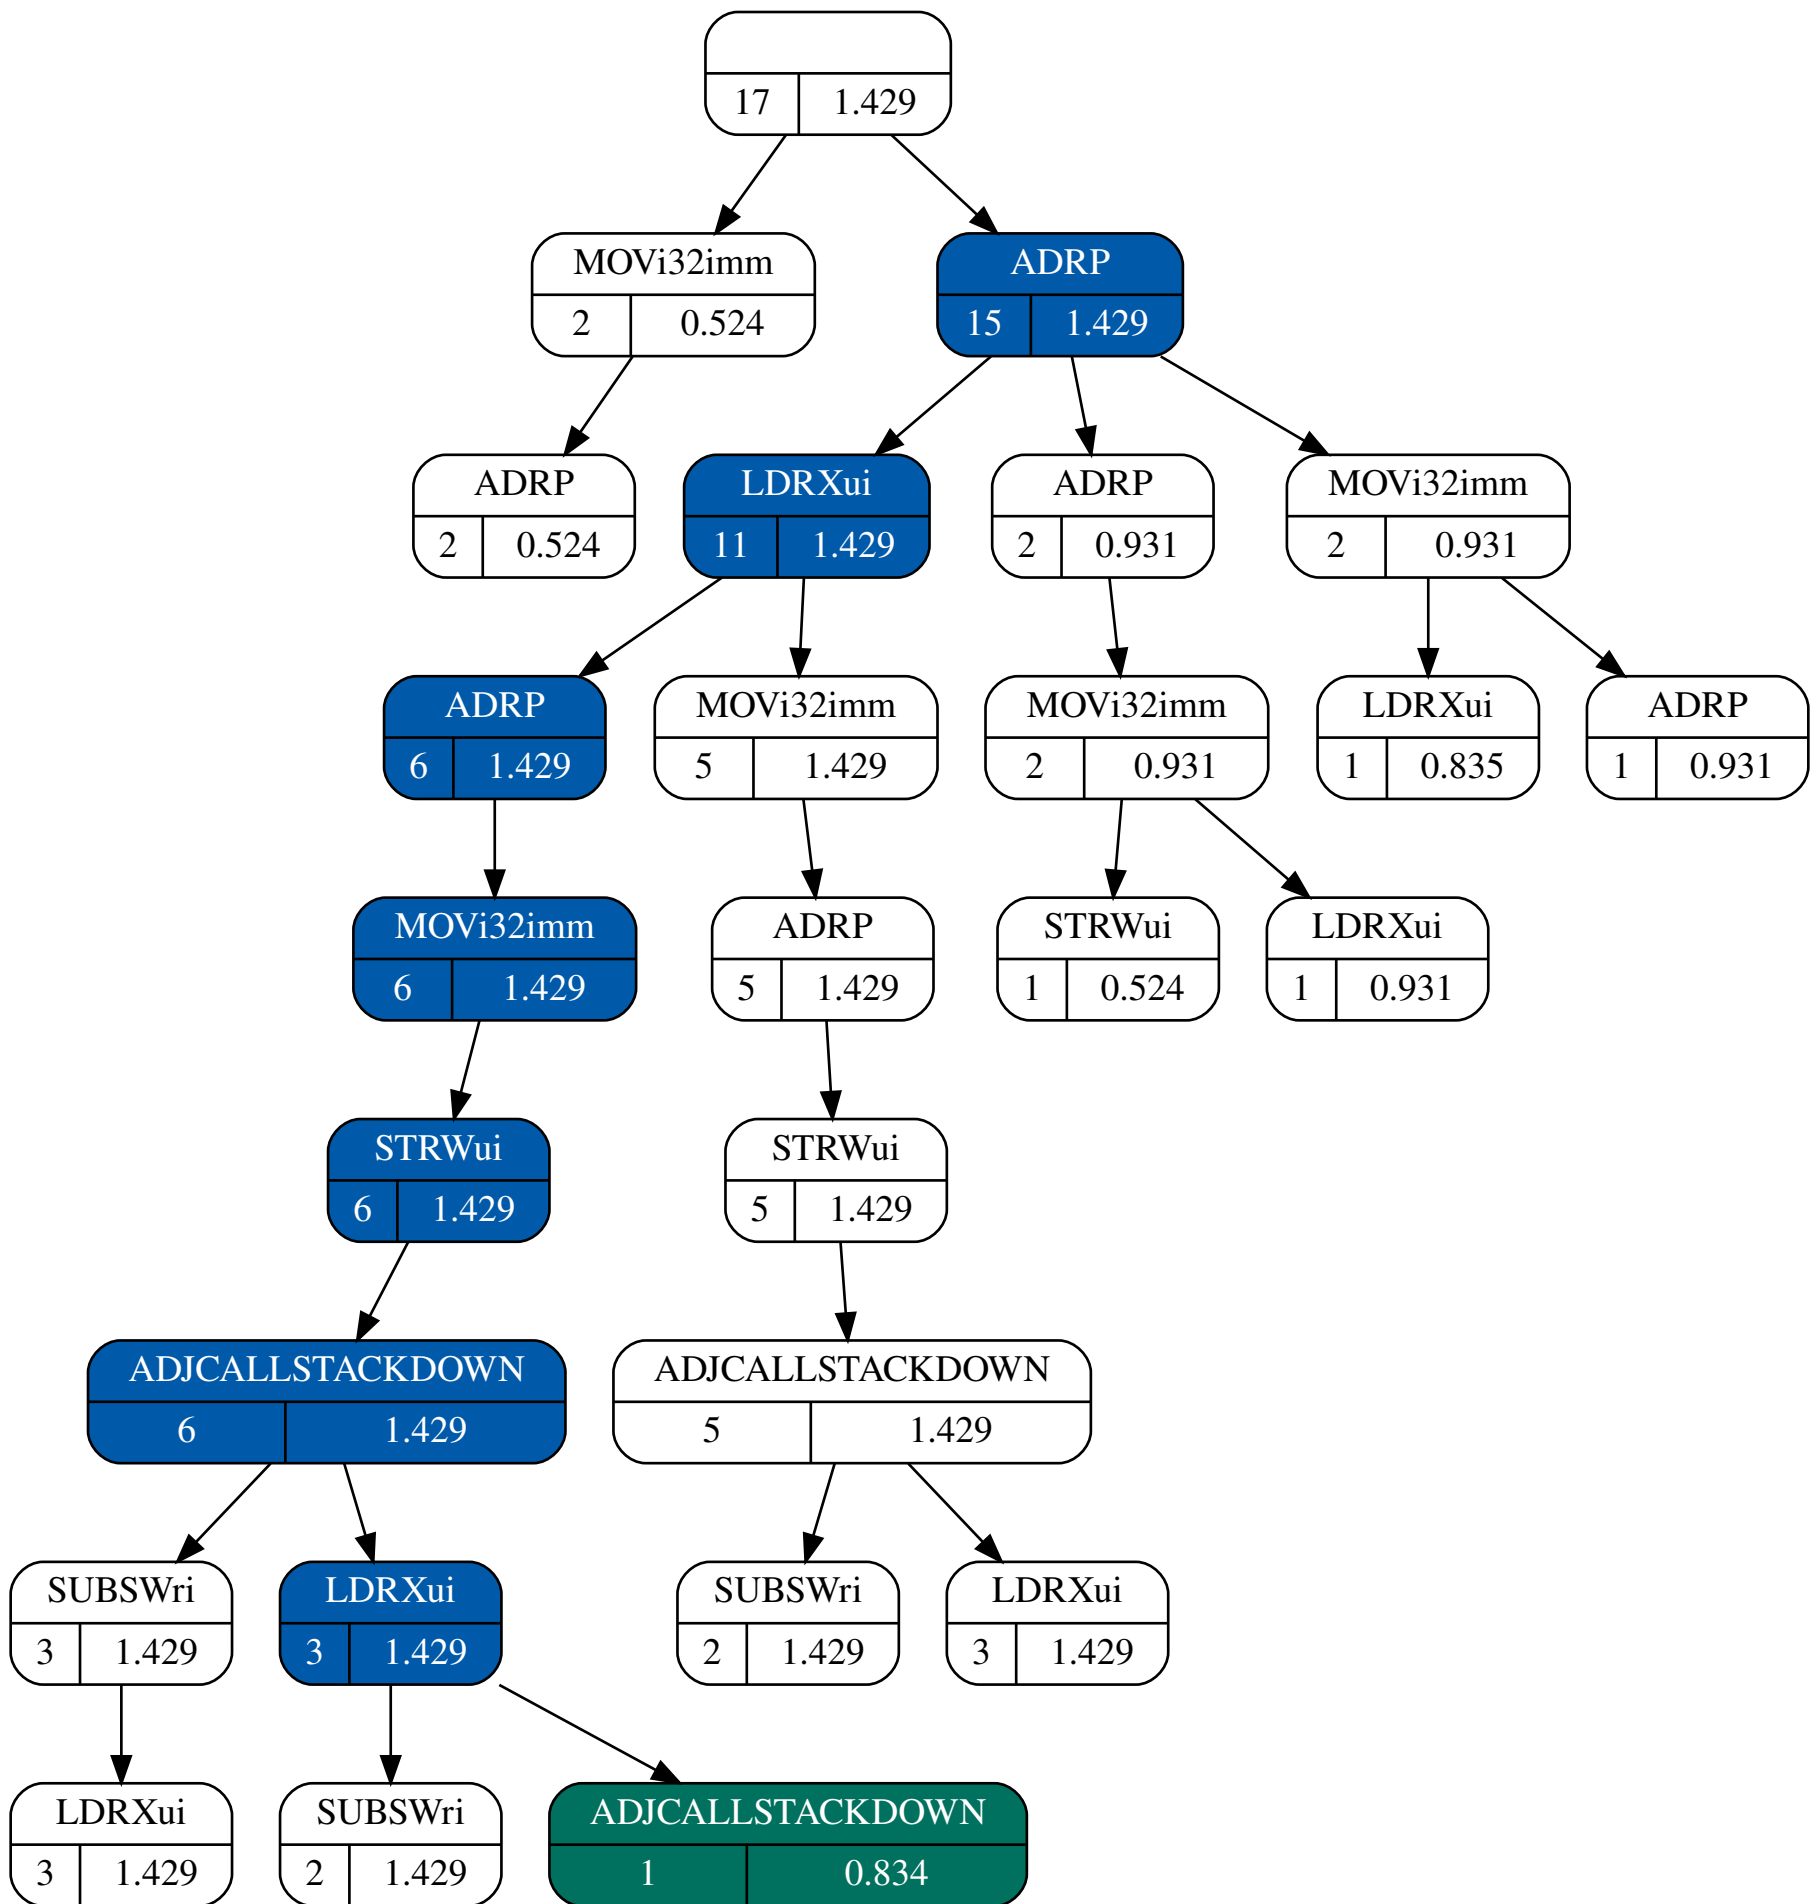 17 1.429
MOVi32imm
2 0.524
ADRP
15 1.429
ADRP
2 0.524
LDRXui
11 1.429
ADRP
2 0.931
MOVi32imm
2 0.931
ADRP
6 1.429
MOVi32imm
5 1.429
MOVi32imm
2 0.931
LDRXui
1 0.835
ADRP
1 0.931
MOVi32imm
6 1.429
ADRP
5 1.429
STRWui
1 0.524
LDRXui
1 0.931
STRWui
6 1.429
STRWui
5 1.429
ADJCALLSTACKDOWN
6 1.429
ADJCALLSTACKDOWN
5 1.429
SUBSWri
3 1.429
LDRXui
3 1.429
SUBSWri
2 1.429
LDRXui
3 1.429
LDRXui
3 1.429
SUBSWri
2 1.429
ADJCALLSTACKDOWN
1 0.834